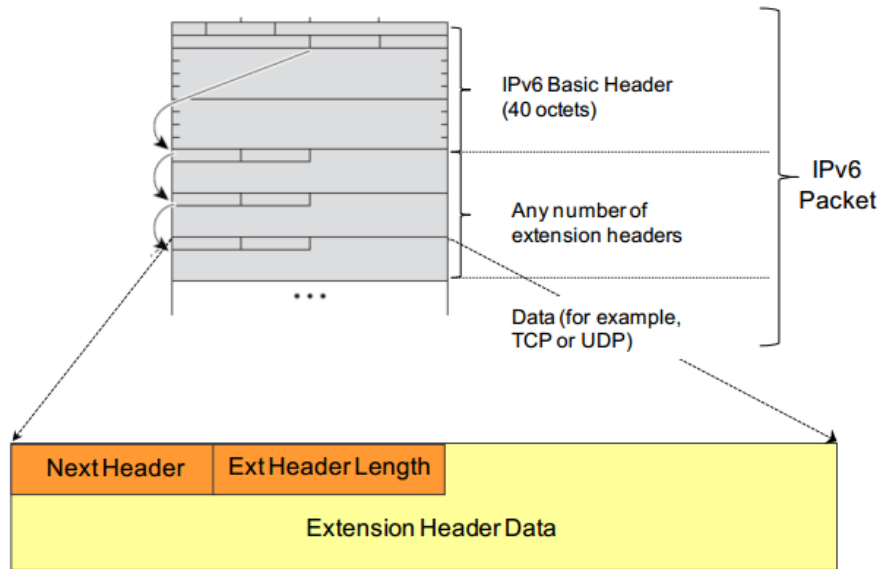 IPv6 Basic Header
(40 octets)
IPv6
Packet
Any number of
extension headers
• • •
Data (for example,
TCP or UDP)
Next Header
Ext Header Length
Extension Header Data